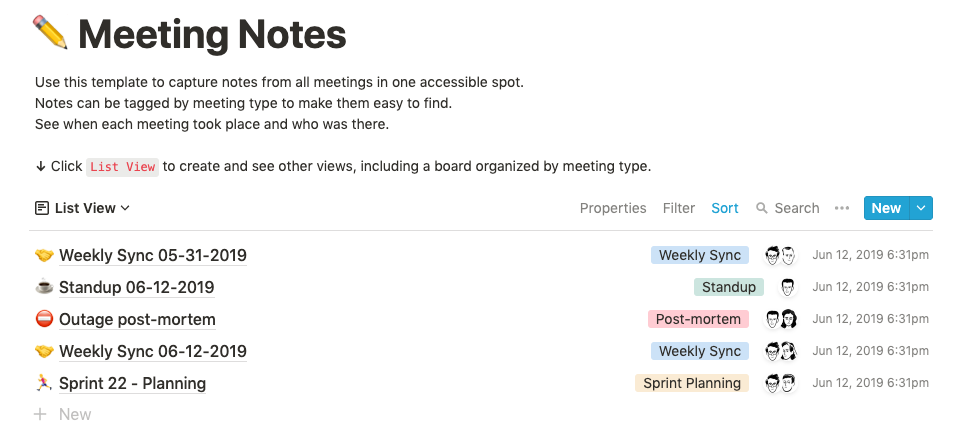 Meeting Notes
Use this template to capture notes from all meetings in one accessible spot.
Notes can be tagged by meeting type to make them easy to find.
See when each meeting took place and who was there.
↓ Click List View to create and see other views, including a board organized by meeting type.
List View Properties Filter Sort Search ••• New
Weekly Sync 05-31-2019 Weekly Sync Jun 12, 2019 6:31pm
Standup 06-12-2019 Standup Jun 12, 2019 6:31pm
Outage post-mortem Post-mortem Jun 12, 2019 6:31pm
Weekly Sync 06-12-2019 Weekly Sync Jun 12, 2019 6:31pm
Sprint 22 - Planning Sprint Planning Jun 12, 2019 6:31pm
+ New